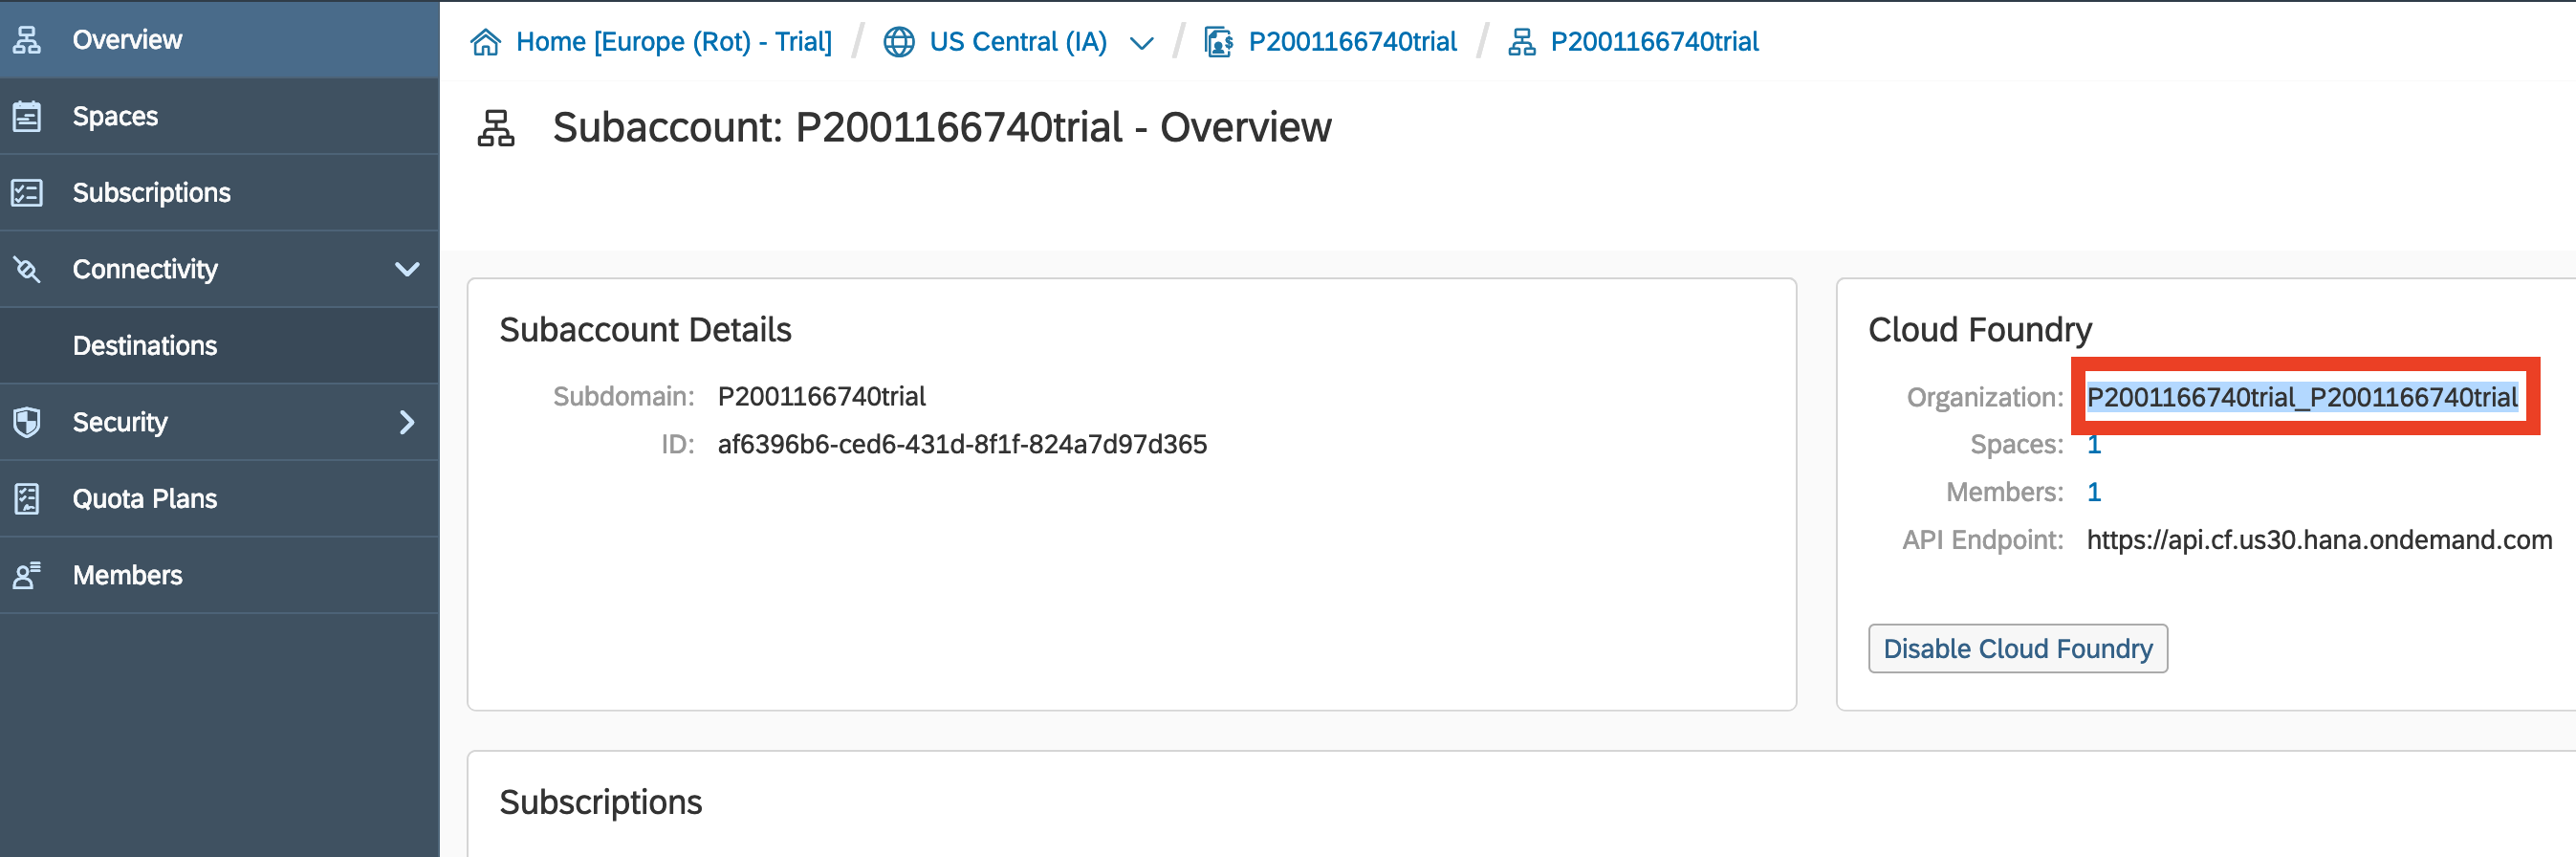 Overview
Spaces
Subscriptions
Connectivity
Destinations
Security
Quota Plans
Members
Home [Europe (Rot) - Trial] / US Central (IA) / P2001166740trial / P2001166740trial
Subaccount: P2001166740trial - Overview
Subaccount Details
Subdomain: P2001166740trial
ID: af6396b6-ced6-431d-8f1f-824a7d97d365
Cloud Foundry
Organization: P2001166740trial_P2001166740trial
Spaces: 1
Members: 1
API Endpoint: https://api.cf.us30.hana.ondemand.com
Disable Cloud Foundry
Subscriptions